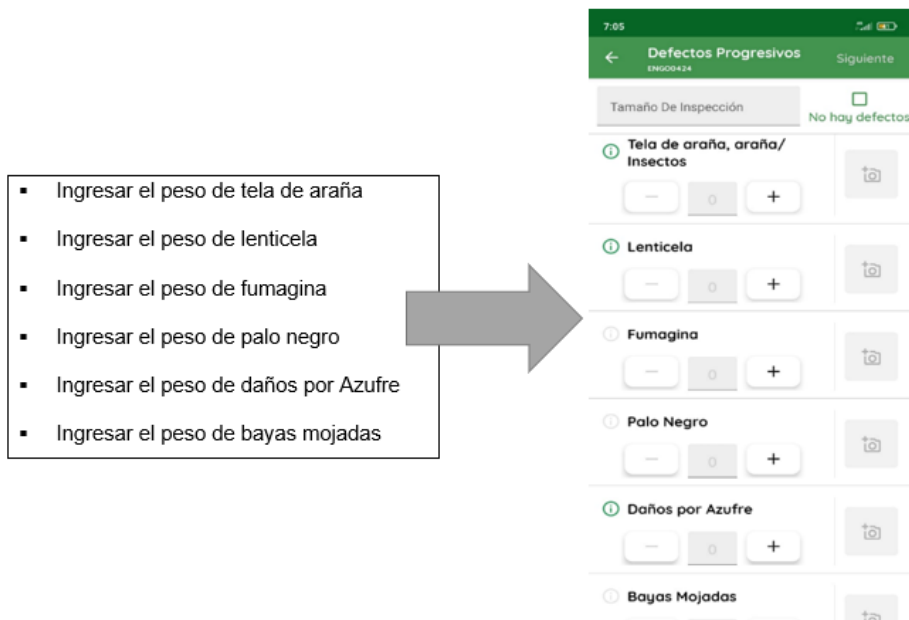 Ingresar el peso de tela de araña
Ingresar el peso de lenticela
Ingresar el peso de fumagina
Ingresar el peso de palo negro
Ingresar el peso de daños por Azufre
Ingresar el peso de bayas mojadas
7:05
Defectos Progresivos
Siguiente
ENGO0424
Tamaño De Inspección
No hay defectos
Tela de araña, araña/
Insectos
0
Lenticela
0
Fumagina
0
Palo Negro
0
Daños por Azufre
0
Bayas Mojadas